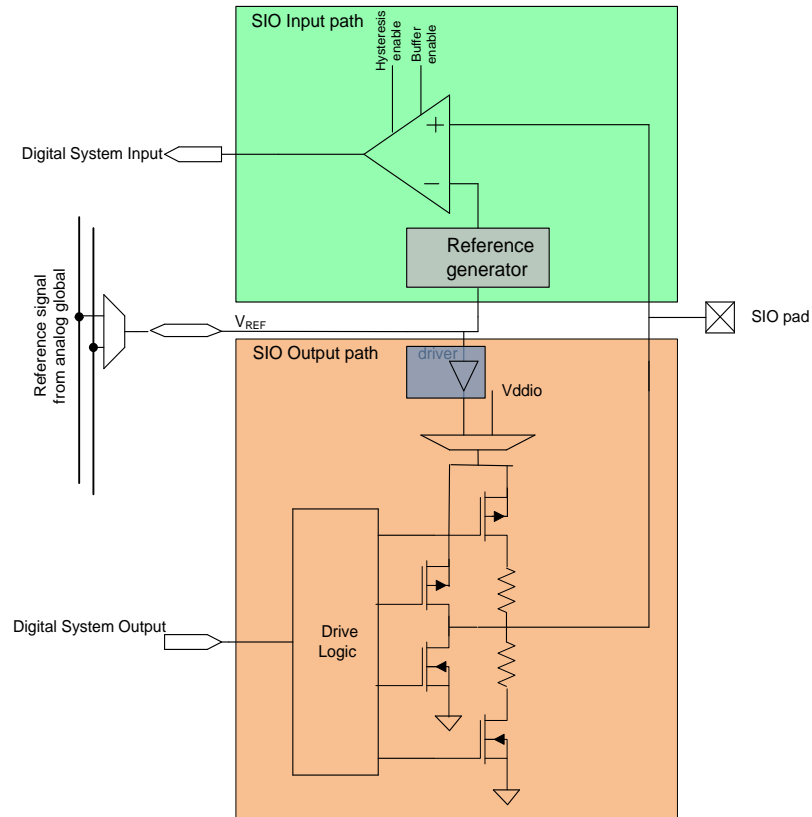 SIO Input path
Hysteresis
enable
Buffer
enable
+
−
Digital System Input
Reference
generator
Reference signal
from analog global
VREF
SIO pad
SIO Output path
driver
Vddio
Digital System Output
Drive
Logic